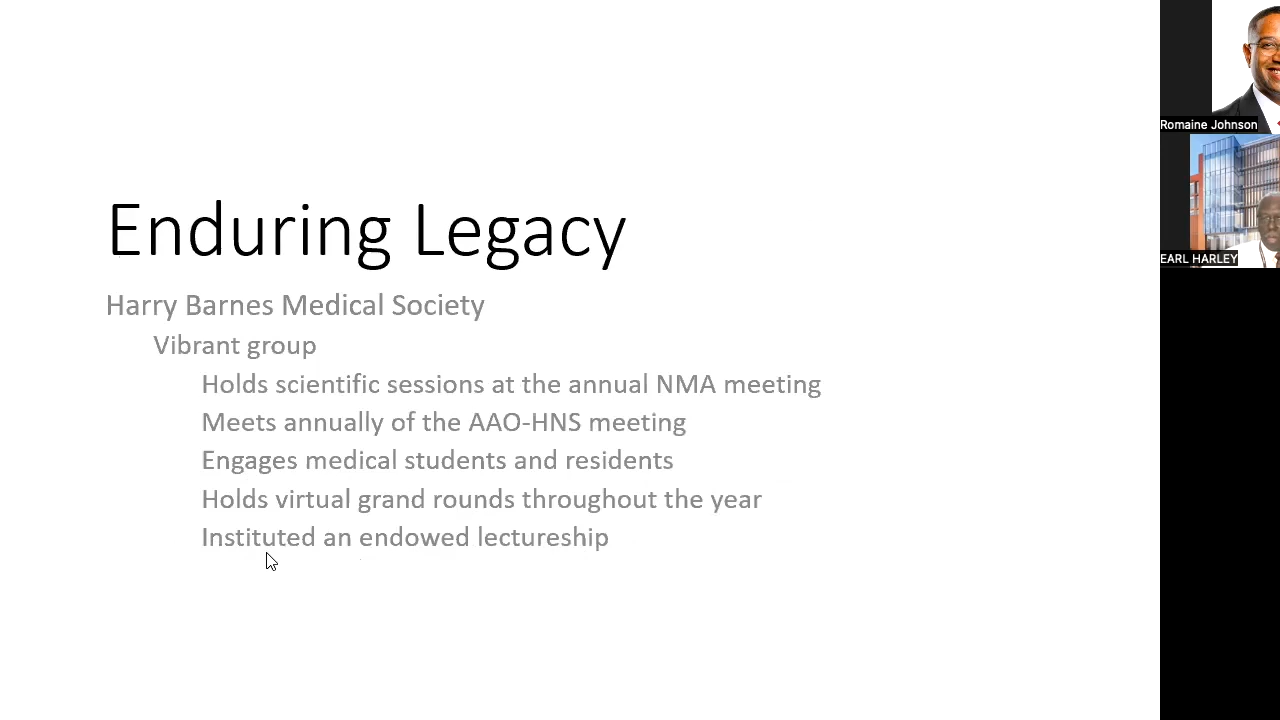 Enduring Legacy
Harry Barnes Medical Society
Vibrant group
Holds scientific sessions at the annual NMA meeting
Meets annually of the AAO-HNS meeting
Engages medical students and residents
Holds virtual grand rounds throughout the year
Instituted an endowed lectureship
Romaine Johnson
EARL HARLEY